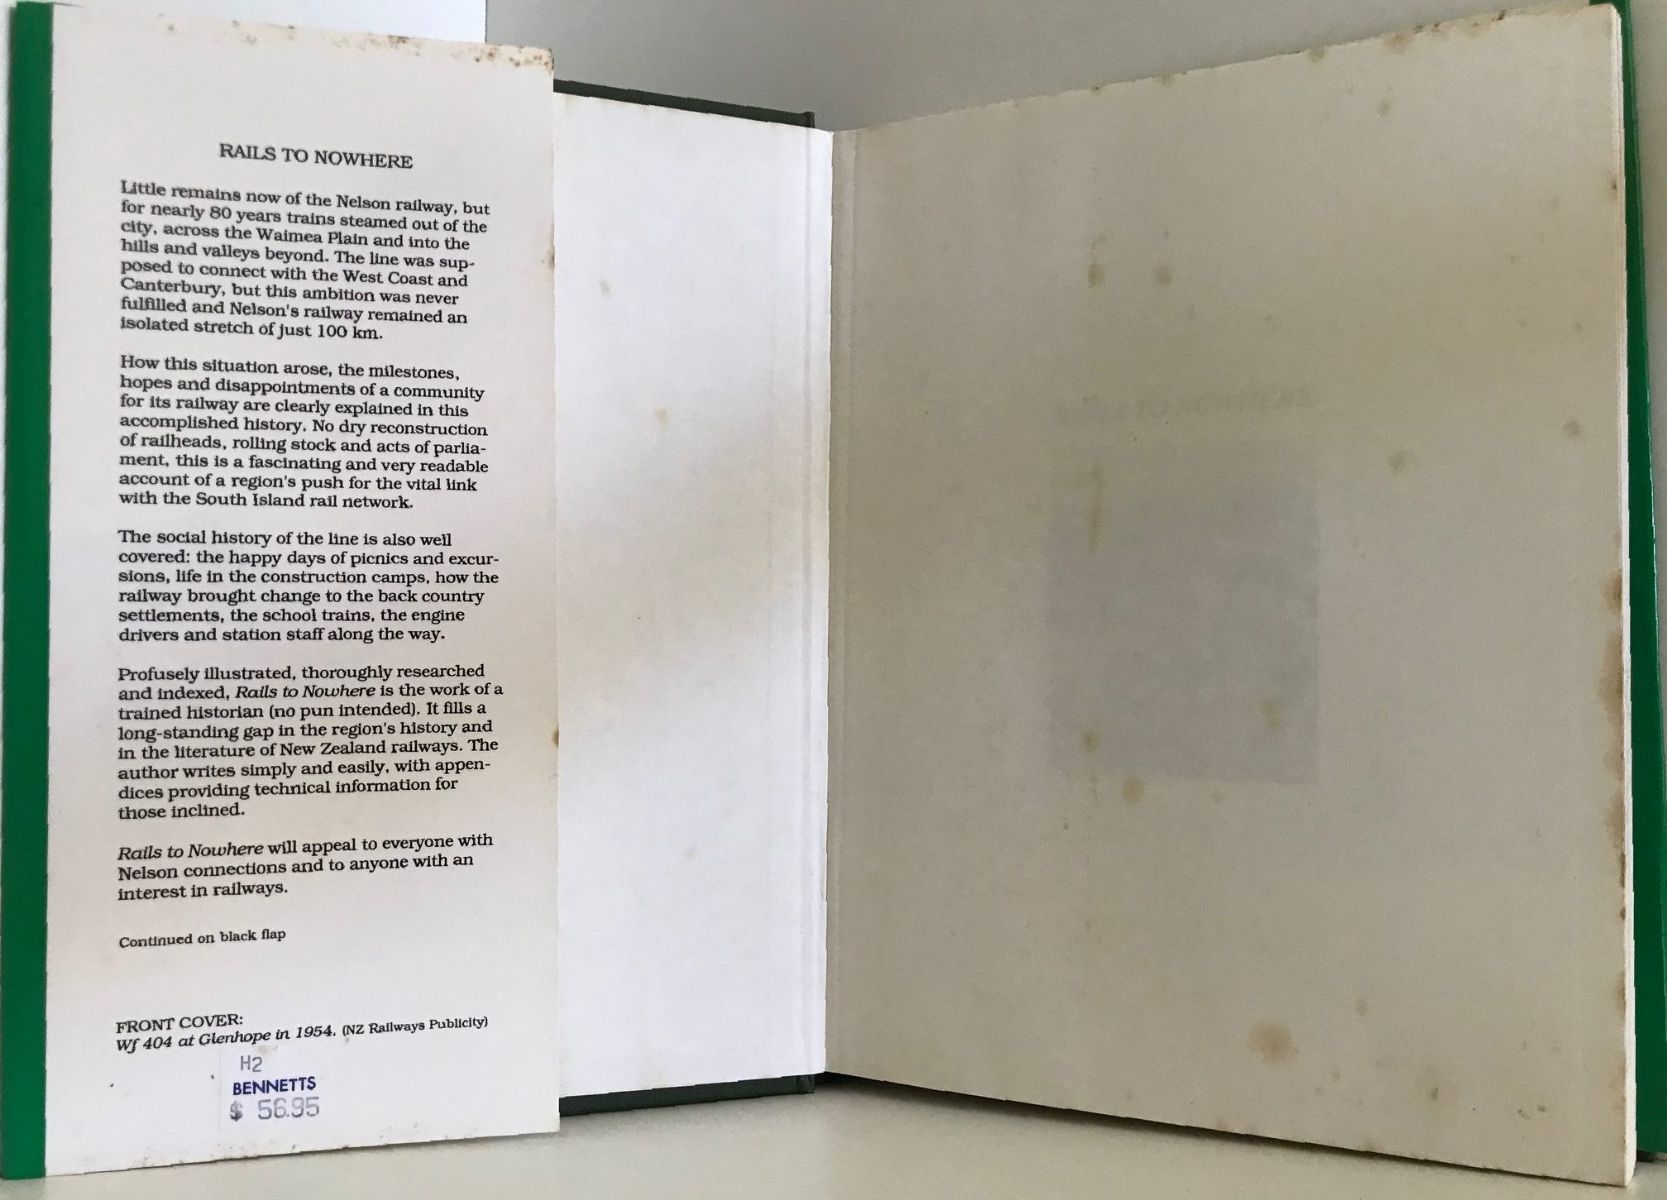 RAILS TO NOWHERE
Little remains now of the Nelson railway, but
for nearly 80 years trains steamed out of the
city, across the Waimea Plain and into the
hills and valleys beyond. The line was sup-
posed to connect with the West Coast and
Canterbury, but this ambition was never
fulfilled and Nelson's railway remained an
isolated stretch of just 100 km.
How this situation arose, the milestones,
hopes and disappointments of a community
for its railway are clearly explained in this
accomplished history. No dry reconstruction
of railheads, rolling stock and acts of parlia-
ment, this is a fascinating and very readable
account of a region's push for the vital link
with the South Island rail network.
The social history of the line is also well
covered: the happy days of picnics and excur-
sions, life in the construction camps, how the
railway brought change to the back country
settlements, the school trains, the engine
drivers and station staff along the way.
Profusely illustrated, thoroughly researched
and indexed, Rails to Nowhere is the work of a
trained historian (no pun intended). It fills a
long-standing gap in the region's history and
in the literature of New Zealand railways. The
author writes simply and easily, with appen-
dices providing technical information for
those inclined.
Rails to Nowhere will appeal to everyone with
Nelson connections and to anyone with an
interest in railways.
Continued on black flap
FRONT COVER:
Wf 404 at Glenhope in 1954. (NZ Railways Publicity)
H2
BENNETTS
$ 56.95